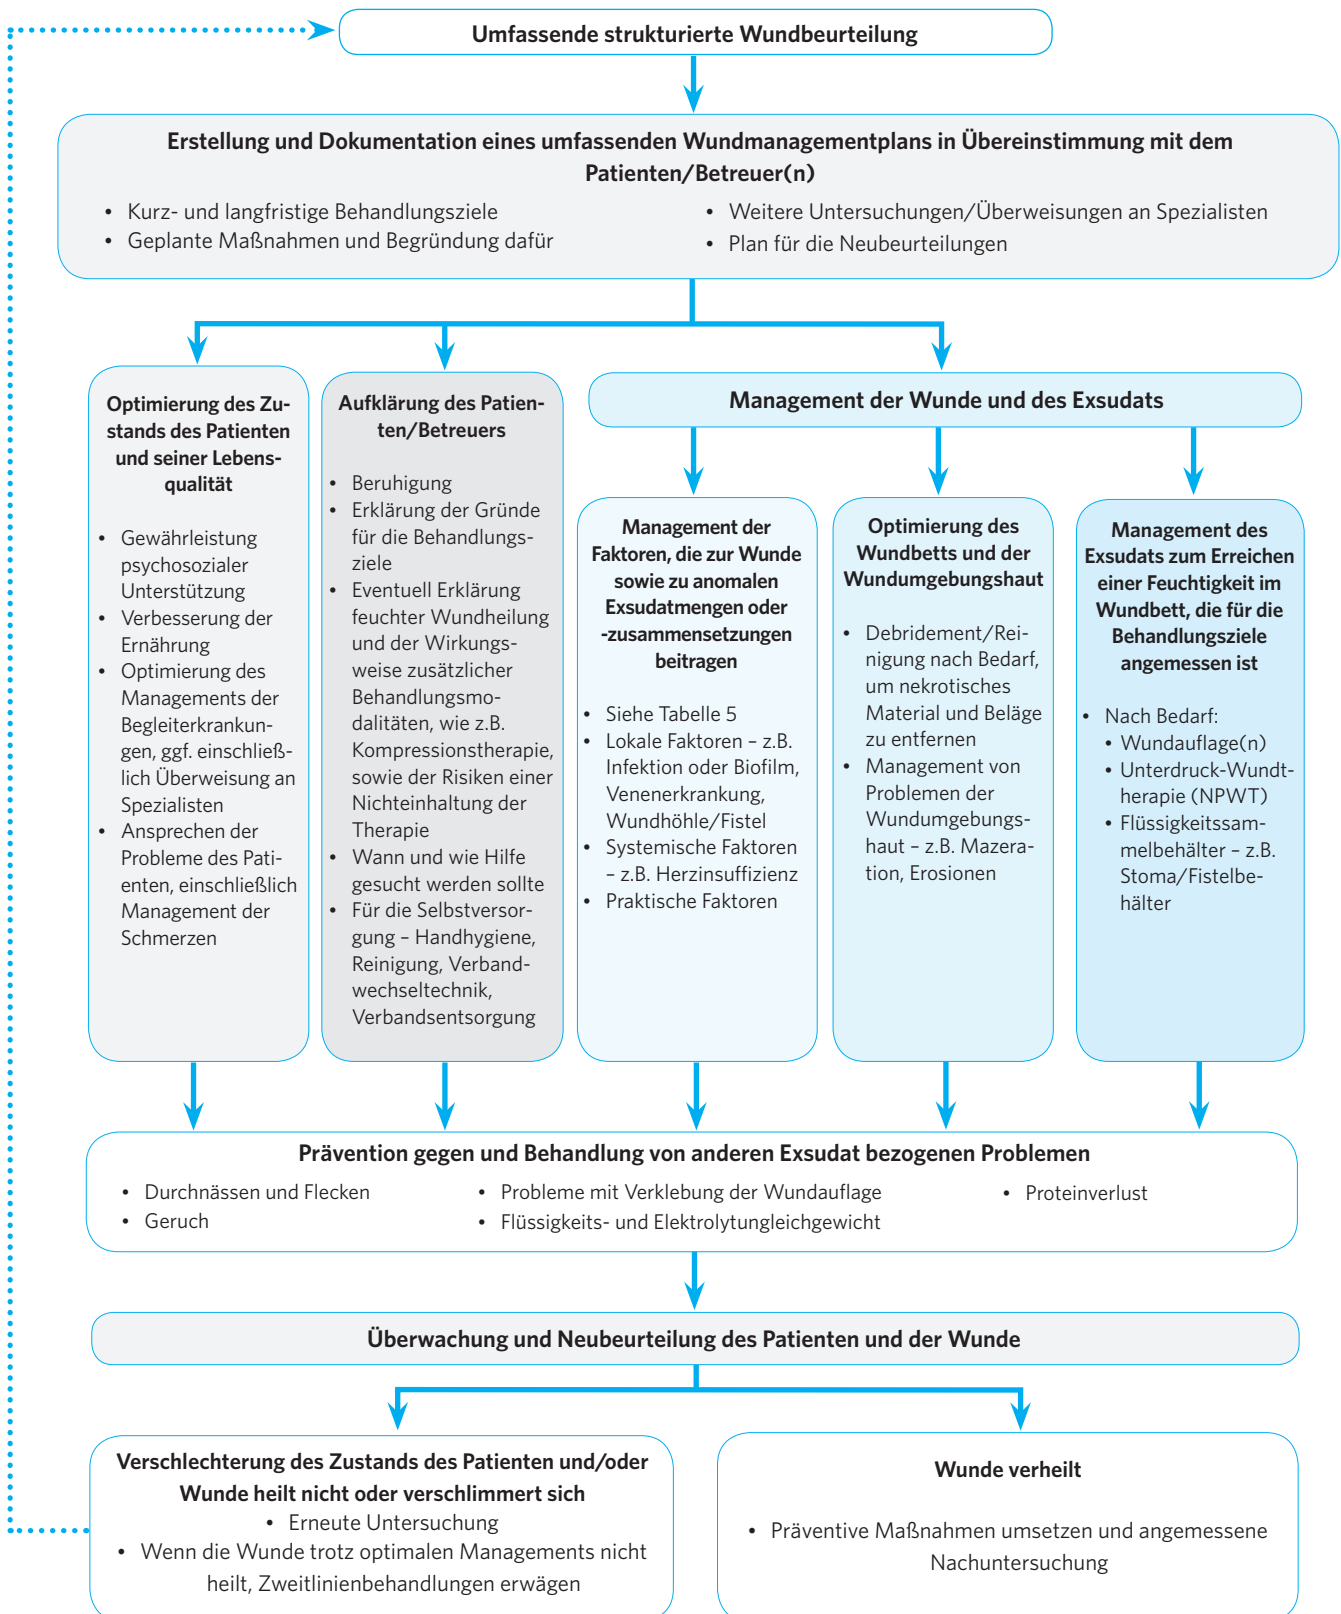 Umfassende strukturierte Wundbeurteilung
Erstellung und Dokumentation eines umfassenden Wundmanagementplans in Übereinstimmung mit dem
Patienten/Betreuer(n)
• Kurz- und langfristige Behandlungsziele
• Geplante Maßnahmen und Begründung dafür
• Weitere Untersuchungen/Überweisungen an Spezialisten
• Plan für die Neubeurteilungen
Optimierung des Zu-
stands des Patienten
und seiner Lebens-
qualität
• Gewährleistung
psychosozialer
Unterstützung
• Verbesserung der
Ernährung
• Optimierung des
Managements der
Begleiterkrankun-
gen, ggf. einschließ-
lich Überweisung an
Spezialisten
• Ansprechen der
Probleme des Pati-
enten, einschließlich
Management der
Schmerzen
Aufklärung des Patien-
ten/Betreuers
• Beruhigung
• Erklärung der Gründe
für die Behandlungs-
ziele
• Eventuell Erklärung
feuchter Wundheilung
und der Wirkungs-
weise zusätzlicher
Behandlungsmo-
dalitäten, wie z.B.
Kompressionstherapie,
sowie der Risiken einer
Nichteinhaltung der
Therapie
• Wann und wie Hilfe
gesucht werden sollte
• Für die Selbstversor-
gung – Handhygiene,
Reinigung, Verband-
wechseltechnik,
Verbandsentsorgung
Management der Wunde und des Exsudats
Management der
Faktoren, die zur Wunde
sowie zu anomalen
Exsudatmengen oder
-zusammensetzungen
beitragen
• Siehe Tabelle 5
• Lokale Faktoren – z.B.
Infektion oder Biofilm,
Venenerkrankung,
Wundhöhle/Fistel
• Systemische Faktoren
– z.B. Herzinsuffizienz
• Praktische Faktoren
Optimierung des
Wundbetts und der
Wundumgebungshaut
• Debridement/Rei-
nigung nach Bedarf,
um nekrotisches
Material und Beläge
zu entfernen
• Management von
Problemen der
Wundumgebungs-
haut – z.B. Mazera-
tion, Erosionen
Management des
Exsudats zum Erreichen
einer Feuchtigkeit im
Wundbett, die für die
Behandlungsziele
angemessen ist
• Nach Bedarf:
• Wundauflage(n)
• Unterdruck-Wundt-
herapie (NPWT)
• Flüssigkeitssam-
melbehälter – z.B.
Stoma/Fistelbe-
hälter
Prävention gegen und Behandlung von anderen Exsudat bezogenen Problemen
• Durchnässen und Flecken
• Geruch
• Probleme mit Verklebung der Wundauflage
• Flüssigkeits- und Elektrolytungleichgewicht
• Proteinverlust
Überwachung und Neubeurteilung des Patienten und der Wunde
Verschlechterung des Zustands des Patienten und/oder
Wunde heilt nicht oder verschlimmert sich
• Erneute Untersuchung
• Wenn die Wunde trotz optimalen Managements nicht
heilt, Zweitlinienbehandlungen erwägen
Wunde verheilt
• Präventive Maßnahmen umsetzen und angemessene
Nachuntersuchung